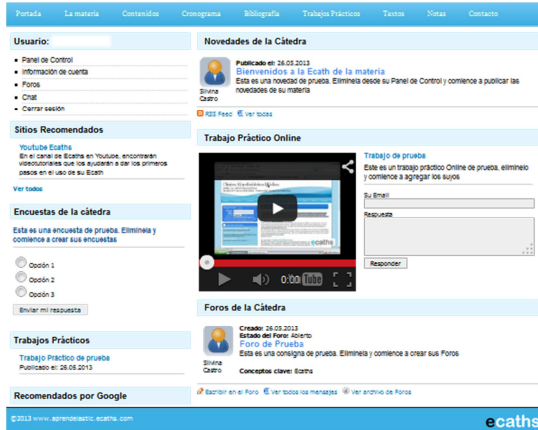 Portada La materia Contenidos Cronograma Bibliografía Trabajos Prácticos Textos Notas Contacto
Usuario:
Panel de Control
Información de cuenta
Foros
Chat
Cerrar sesión
Sitios Recomendados
Youtube Ecaths
En el canal de Ecaths en Youtube, encontrarán
videotutoriales que los ayudarán a dar los primeros
pasos en el uso de su Ecath
Ver todos
Encuestas de la cátedra
Esta es una encuesta de prueba. Elimínela y
comience a crear sus encuestas
Opción 1
Opción 2
Opción 3
Enviar mi respuesta
Trabajos Prácticos
Trabajo Práctico de prueba
Publicado el: 26.05.2013
Recomendados por Google
Novedades de la Cátedra
Publicado el: 26.05.2013
Bienvenidos a la Ecath de la materia
Esta es una novedad de prueba. Elimínela desde su Panel de Control y comience a publicar las
novedades de su materia
Silvina
Castro
RSS Feed Ver todas
Trabajo Práctico Online
ecaths
0:00
Tube
Trabajo de prueba
Este es un trabajo práctico Online de prueba, elimínelo
y comience a agregar los suyos
Su Email
Respuesta
Responder
Foros de la Cátedra
Creado: 26.05.2013
Estado del Foro: Abierto
Foro de Prueba
Esta es una consigna de prueba. Elimínela y comience a crear sus Foros
Silvina
Castro
Conceptos clave: Ecaths
Escribir en el Foro Ver todos los mensajes Ver archivo de Foros
©2013 www.aprendelastic.ecaths.com
ecaths